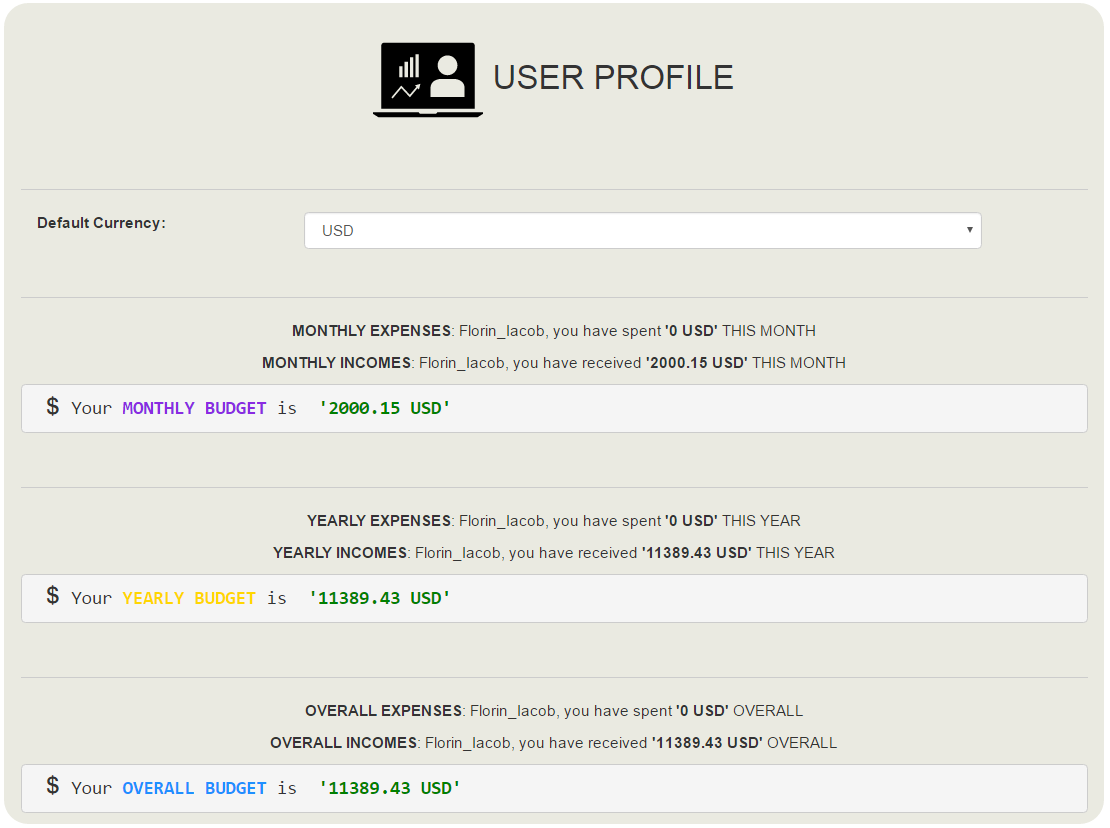 USER PROFILE
Default Currency:
USD
MONTHLY EXPENSES: Florin_Iacob, you have spent '0 USD' THIS MONTH
MONTHLY INCOMES: Florin_Iacob, you have received '2000.15 USD' THIS MONTH
$ Your MONTHLY BUDGET is '2000.15 USD'
YEARLY EXPENSES: Florin_Iacob, you have spent '0 USD' THIS YEAR
YEARLY INCOMES: Florin_Iacob, you have received '11389.43 USD' THIS YEAR
$ Your YEARLY BUDGET is '11389.43 USD'
OVERALL EXPENSES: Florin_Iacob, you have spent '0 USD' OVERALL
OVERALL INCOMES: Florin_Iacob, you have received '11389.43 USD' OVERALL
$ Your OVERALL BUDGET is '11389.43 USD'